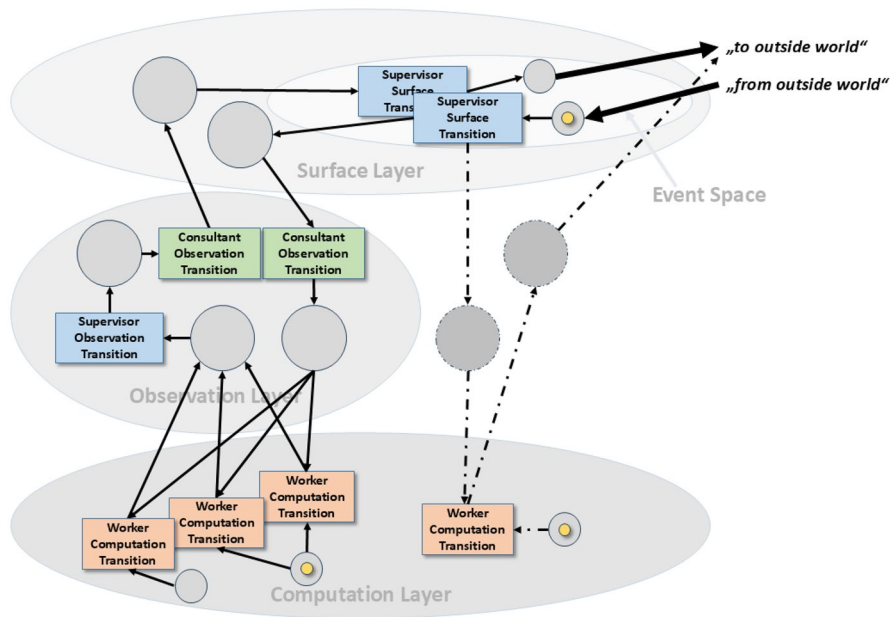 „to outside world“
Supervisor
Surface
Transition
„from outside world“
Supervisor
Surface
Transition
Surface Layer
Event Space
Consultant
Observation
Transition
Consultant
Observation
Transition
Supervisor
Observation
Transition
Observation Layer
Worker
Computation
Transition
Worker
Computation
Transition
Worker
Computation
Transition
Worker
Computation
Transition
Computation Layer